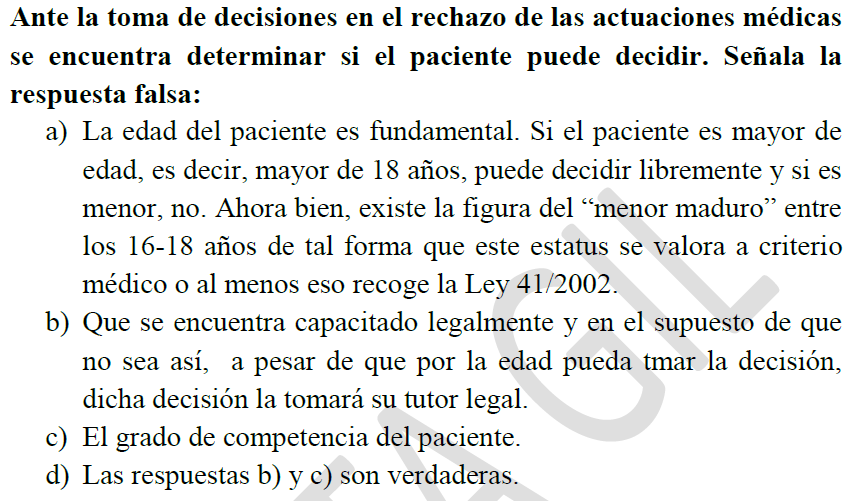 Ante la toma de decisiones en el rechazo de las actuaciones médicas
se encuentra determinar si el paciente puede decidir. Señala la
respuesta falsa:
a) La edad del paciente es fundamental. Si el paciente es mayor de
edad, es decir, mayor de 18 años, puede decidir libremente y si es
menor, no. Ahora bien, existe la figura del “menor maduro” entre
los 16-18 años de tal forma que este estatus se valora a criterio
médico o al menos eso recoge la Ley 41/2002.
b) Que se encuentra capacitado legalmente y en el supuesto de que
no sea así, a pesar de que por la edad pueda tmar la decisión,
dicha decisión la tomará su tutor legal.
c) El grado de competencia del paciente.
d) Las respuestas b) y c) son verdaderas.
TA GIL